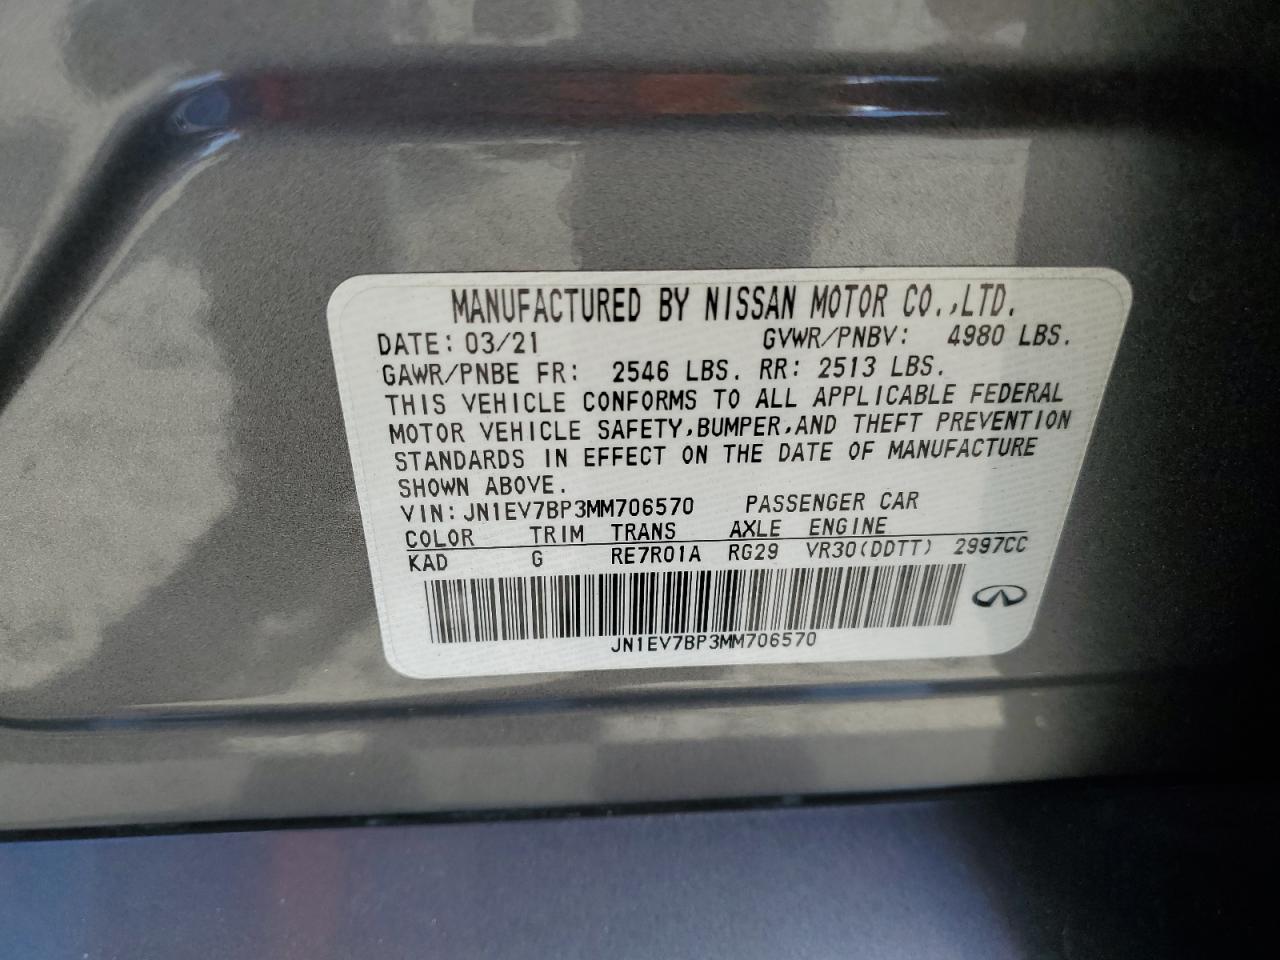 MANUFACTURED BY NISSAN MOTOR CO.,LTD.
DATE: 03/21 GVWR/PNBV: 4980 LBS.
GAWR/PNBE FR: 2546 LBS. RR: 2513 LBS.
THIS VEHICLE CONFORMS TO ALL APPLICABLE FEDERAL
MOTOR VEHICLE SAFETY,BUMPER,AND THEFT PREVENTION
STANDARDS IN EFFECT ON THE DATE OF MANUFACTURE
SHOWN ABOVE.
VIN:JN1EV7BP3MM706570 PASSENGER CAR
COLOR TRIM TRANS AXLE ENGINE
KAD G RE7R01A RG29 VR30(DDTT) 2997CC
JN1EV7BP3MM706570